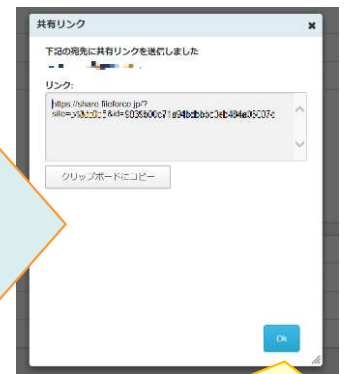 共有リンク
×
下記の宛先に共有リンクを送信しました
リンク:
https://share.fileforce.jp/?
クリップボードにコピー
Ok